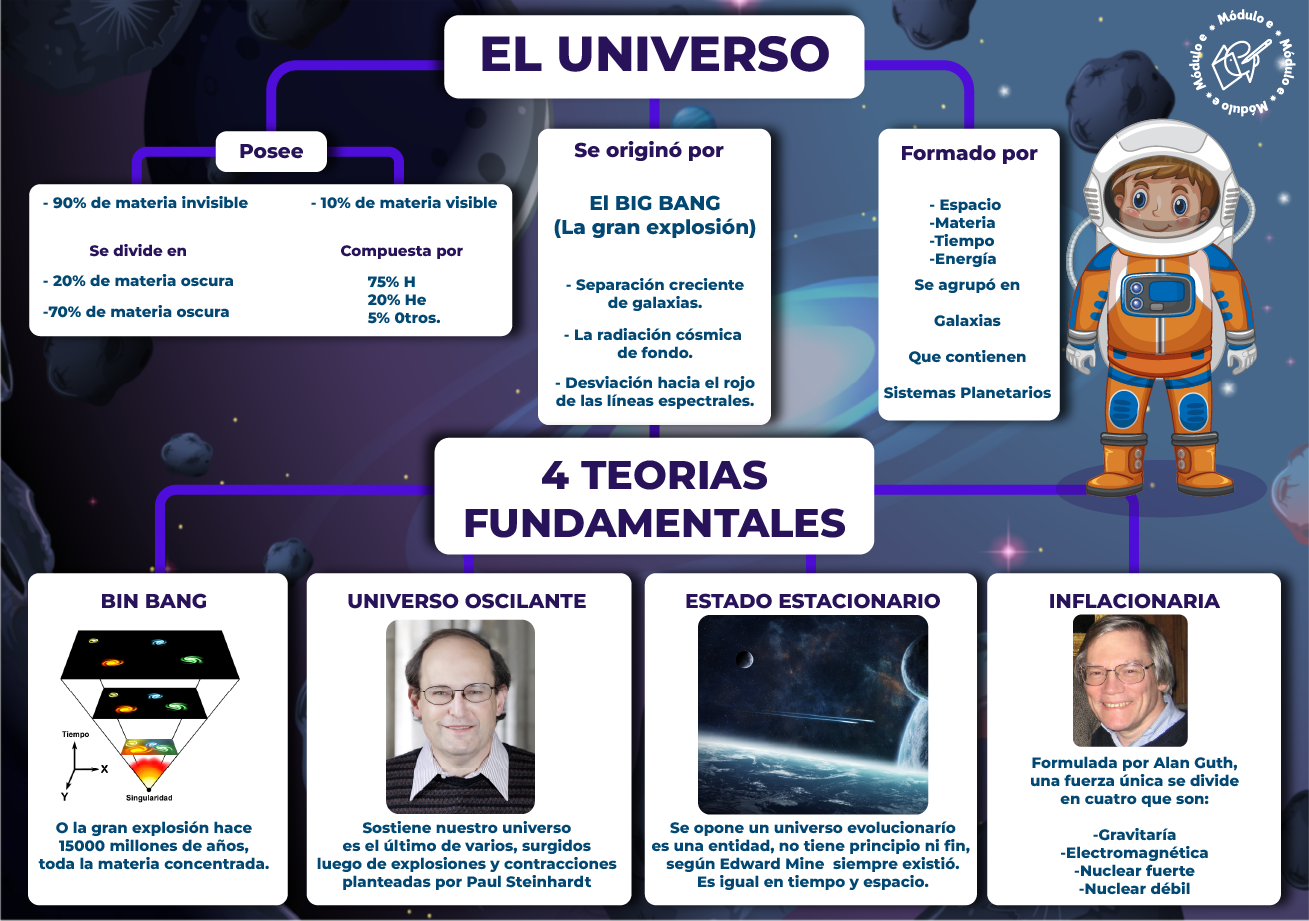 EL UNIVERSO
Módulo e * Módulo e * Módulo e * Módulo e *
Posee
- 90% de materia invisible
- 10% de materia visible
Se divide en
Compuesta por
- 20% de materia oscura
-70% de materia oscura
75% H
20% He
5% 0tros.
Se originó por
El BIG BANG
(La gran explosión)
- Separación creciente
de galaxias.
- La radiación cósmica
de fondo.
- Desviación hacia el rojo
de las líneas espectrales.
Formado por
- Espacio
-Materia
-Tiempo
-Energía
Se agrupó en
Galaxias
Que contienen
Sistemas Planetarios
4 TEORIAS
FUNDAMENTALES
BIN BANG
Tiempo
X
Y
Singularidad
O la gran explosión hace
15000 millones de años,
toda la materia concentrada.
UNIVERSO OSCILANTE
Sostiene nuestro universo
es el último de varios, surgidos
luego de explosiones y contracciones
planteadas por Paul Steinhardt
ESTADO ESTACIONARIO
Se opone un universo evolucionarío
es una entidad, no tiene principio ni fin,
según Edward Mine siempre existió.
Es igual en tiempo y espacio.
INFLACIONARIA
Formulada por Alan Guth,
una fuerza única se divide
en cuatro que son:
-Gravitaría
-Electromagnética
-Nuclear fuerte
-Nuclear débil